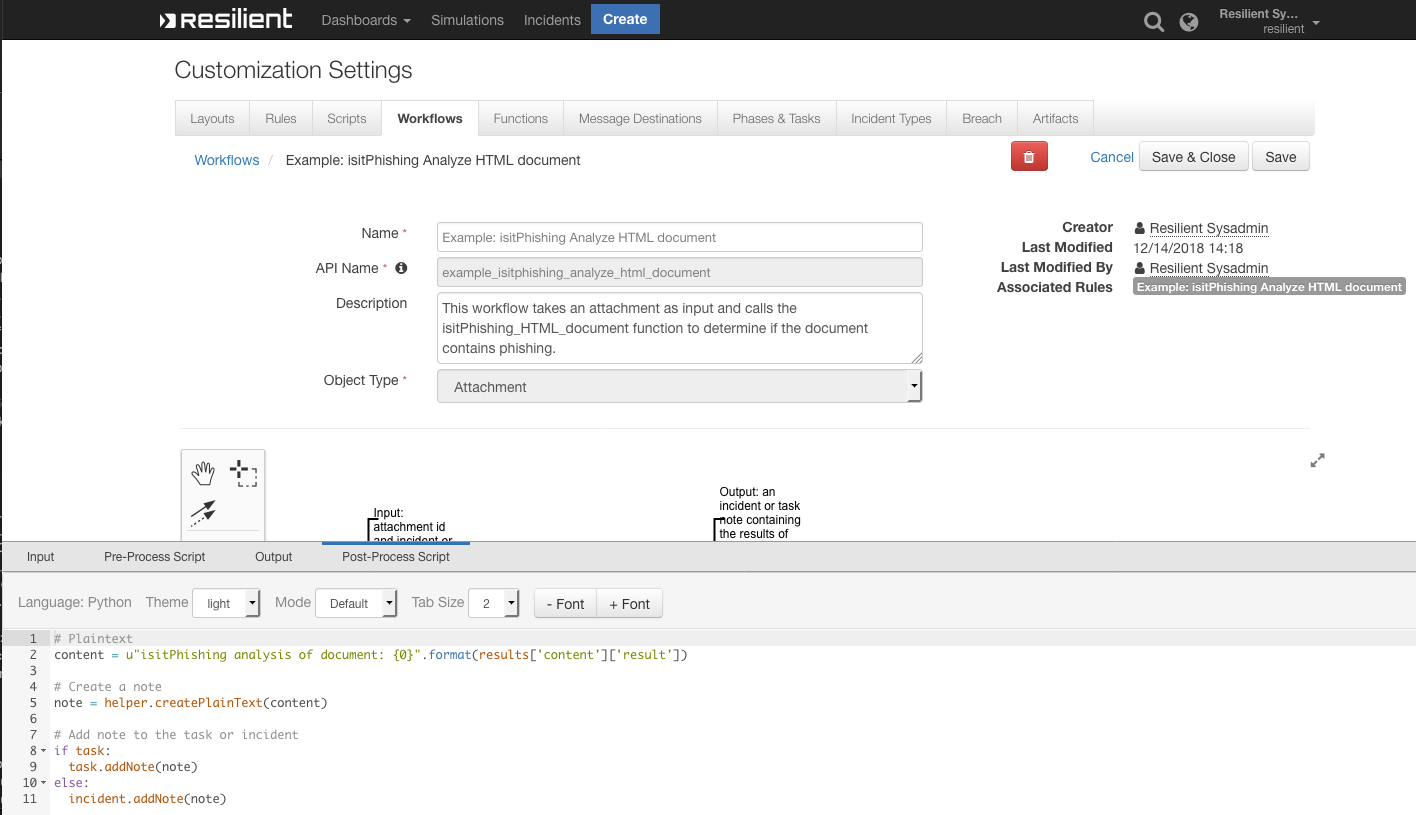 resilient Dashboards Simulations Incidents Create Resilient Sy...
resilient
Customization Settings
Layouts Rules Scripts Workflows Functions Message Destinations Phases & Tasks Incident Types Breach Artifacts
Workflows / Example: isitPhishing Analyze HTML document Cancel Save & Close Save
Name * Example: isitPhishing Analyze HTML document
API Name * example_isitphishing_analyze_html_document
Description This workflow takes an attachment as input and calls the
isitPhishing_HTML_document function to determine if the document
contains phishing.
Object Type * Attachment
Creator Resilient Sysadmin
Last Modified 12/14/2018 14:18
Last Modified By Resilient Sysadmin
Associated Rules Example: isitPhishing Analyze HTML document
Input:
attachment id
and incident or
Output: an
incident or task
note containing
the results of
Input Pre-Process Script Output Post-Process Script
Language: Python Theme light Mode Default Tab Size 2 - Font + Font
1 # Plaintext
2 content = u"isitPhishing analysis of document: {0}".format(results['content']['result'])
3
4 # Create a note
5 note = helper.createPlainText(content)
6
7 # Add note to the task or incident
8 if task:
9 task.addNote(note)
10 else:
11 incident.addNote(note)